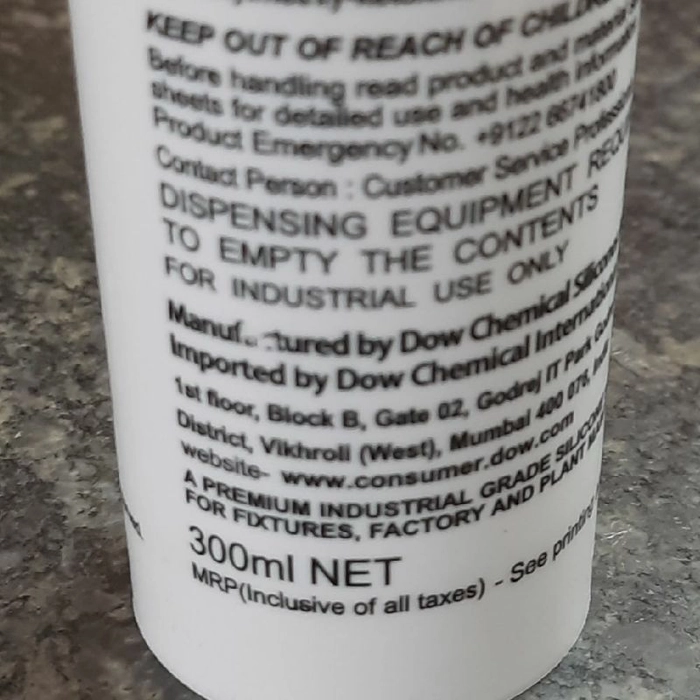 KEEP OUT OF REACH OF
Before handling read product and
sheets for detailed use and health
Product Emergency No. +9122 66741800
Contact Person : Customer Service
DISPENSING EQUIPMENT
TO EMPTY THE CONTENTS
FOR INDUSTRIAL USE ONLY
Manuf tured by Dow Chemical
Imported by Dow Chemical
1st floor, Block B, Gate 02, Godrej IT Park
District, Vikhroli (West), Mumbai 400 076,
website- www.consumer.dow.com
A PREMIUM INDUSTRIAL GRADE
FOR FIXTURES, FACTORY AND PLANT
300ml NET
MRP(Inclusive of all taxes) - See printing